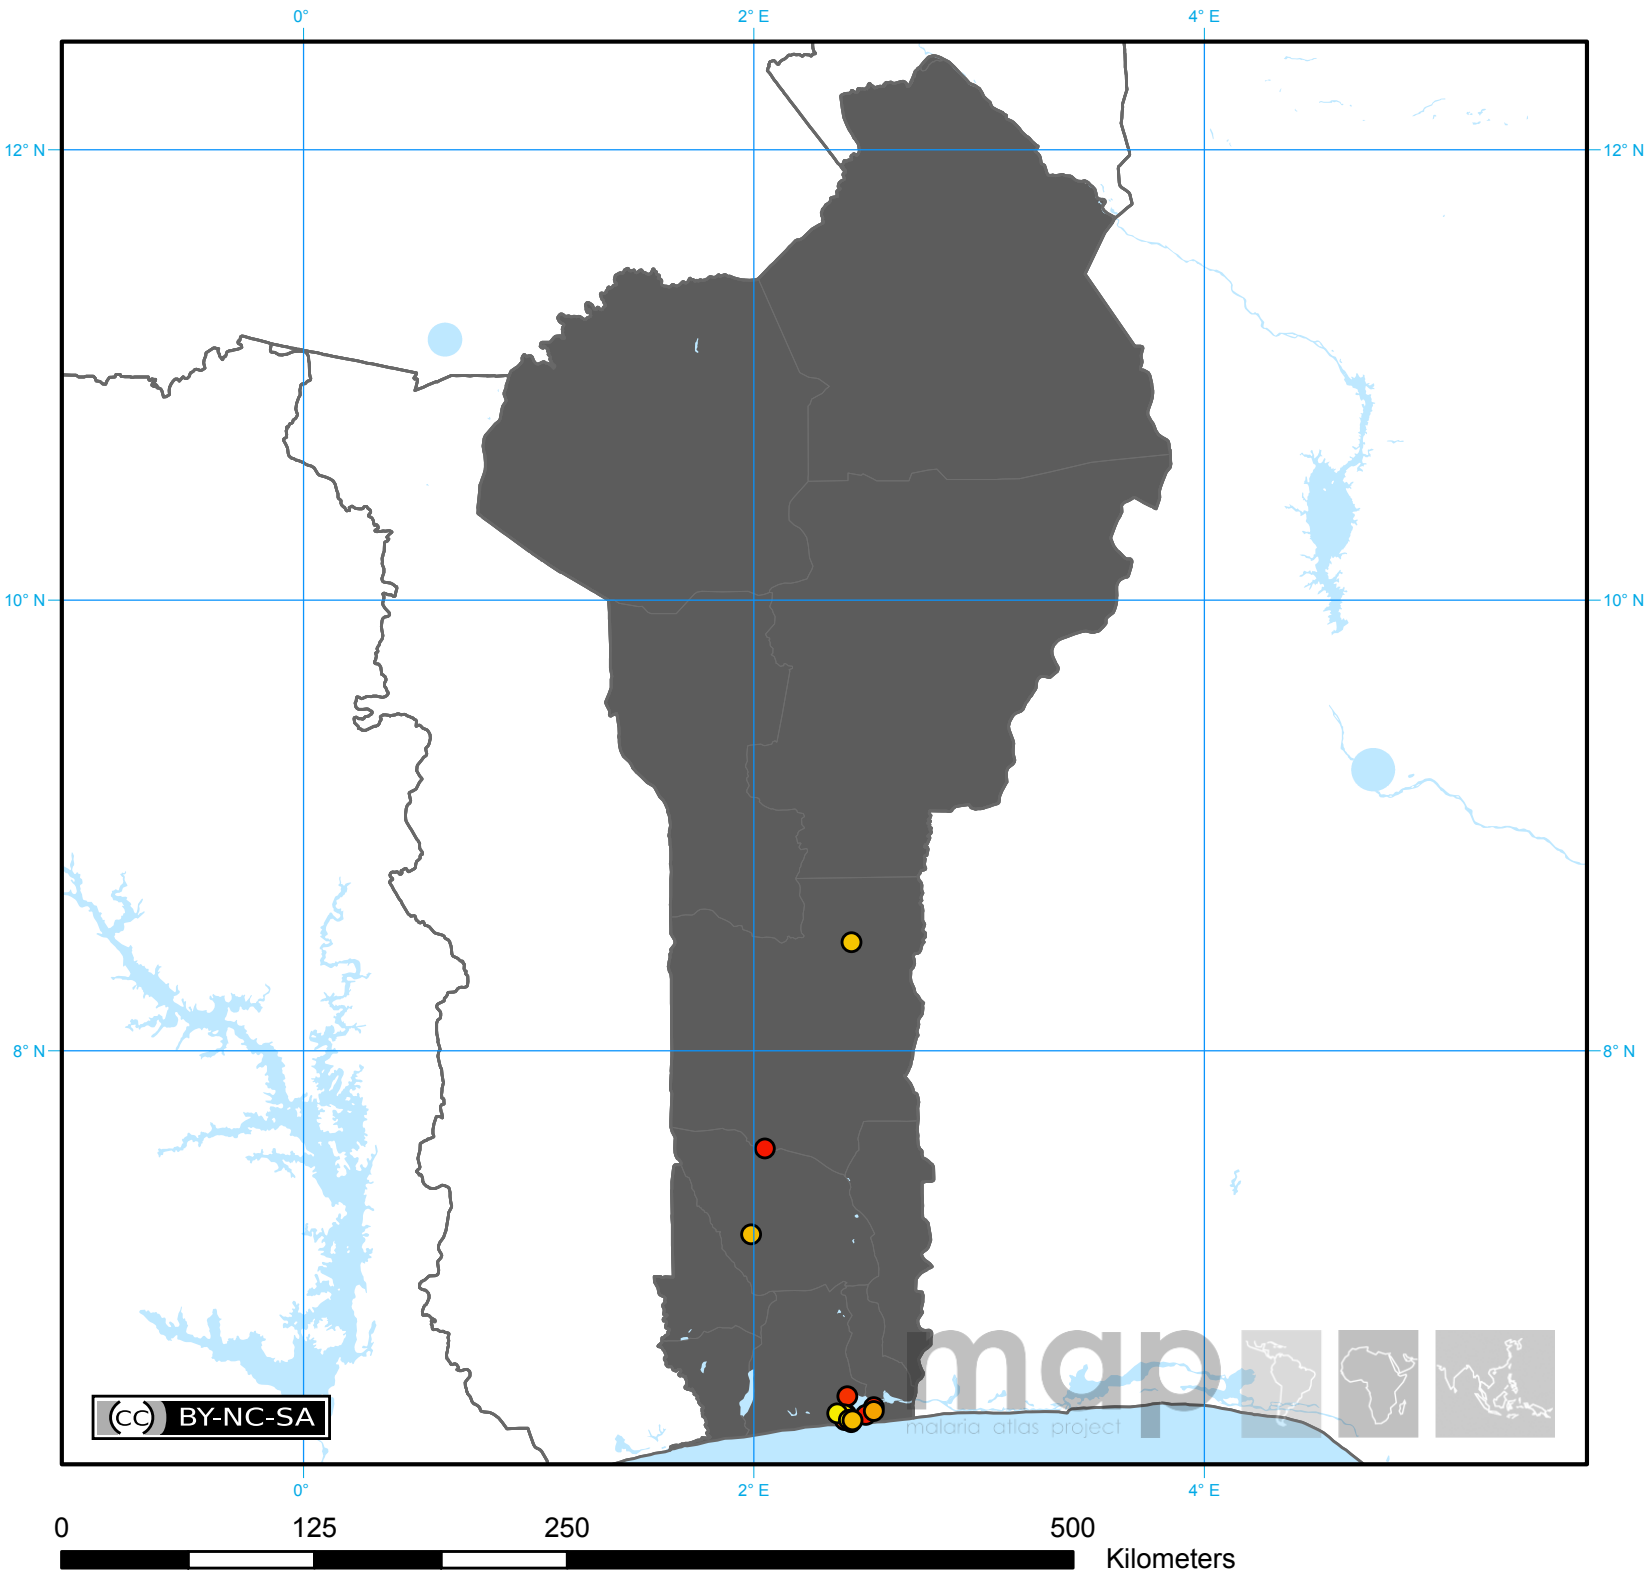 0° 2° E 4° E
12° N 12° N
10° N 10° N
8° N 8° N
map
malaria atlas project
cc BY-NC-SA
0° 2° E 4° E
0 125 250 500
Kilometers